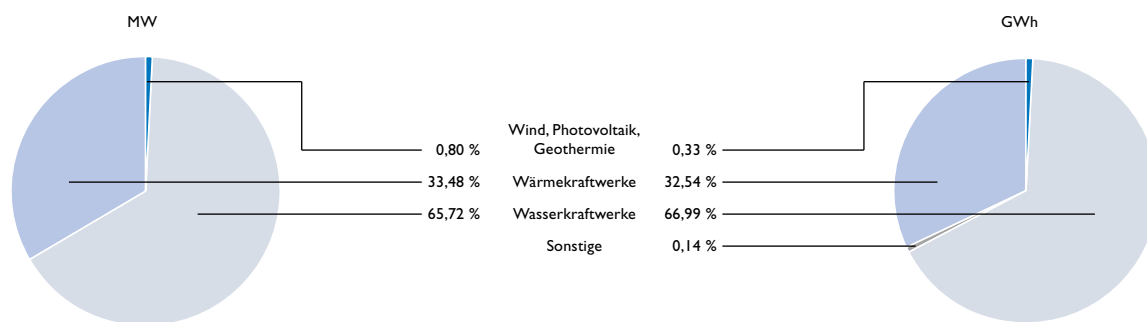 MW
GWh
Wind, Photovoltaik,
0,80 % Geothermie 0,33 %
33,48 % Wärmekraftwerke 32,54 %
65,72 % Wasserkraftwerke 66,99 %
Sonstige 0,14 %